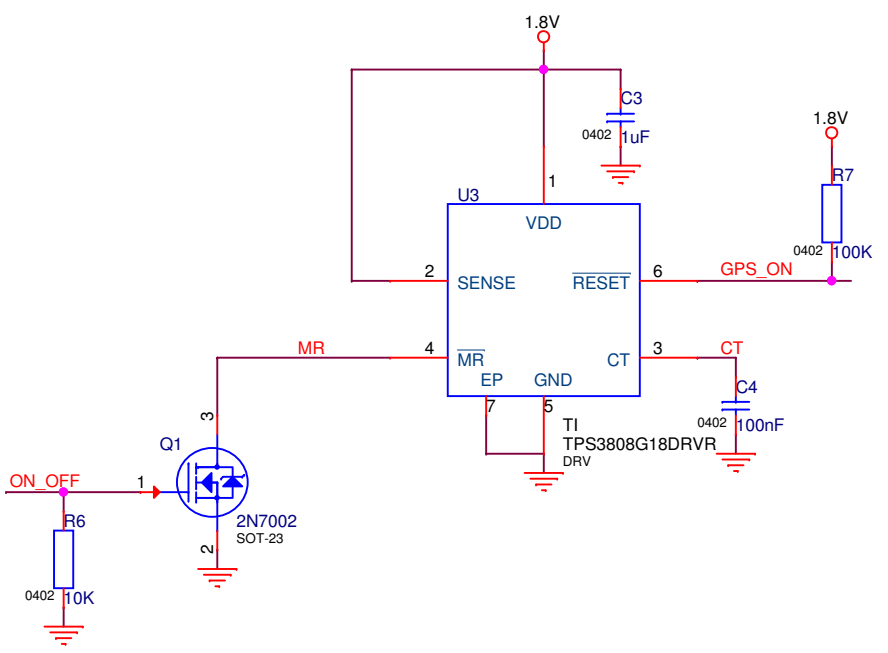 1.8V
C3
0402
1uF
1.8V
R7
0402
100K
U3
1
VDD
2
SENSE
RESET
6
GPS_ON
MR
4
MR
CT
3
CT
EP
GND
7
5
C4
0402
100nF
TI
TPS3808G18DRVR
DRV
3
Q1
ON_OFF
1
2N7002
SOT-23
2
R6
0402
10K